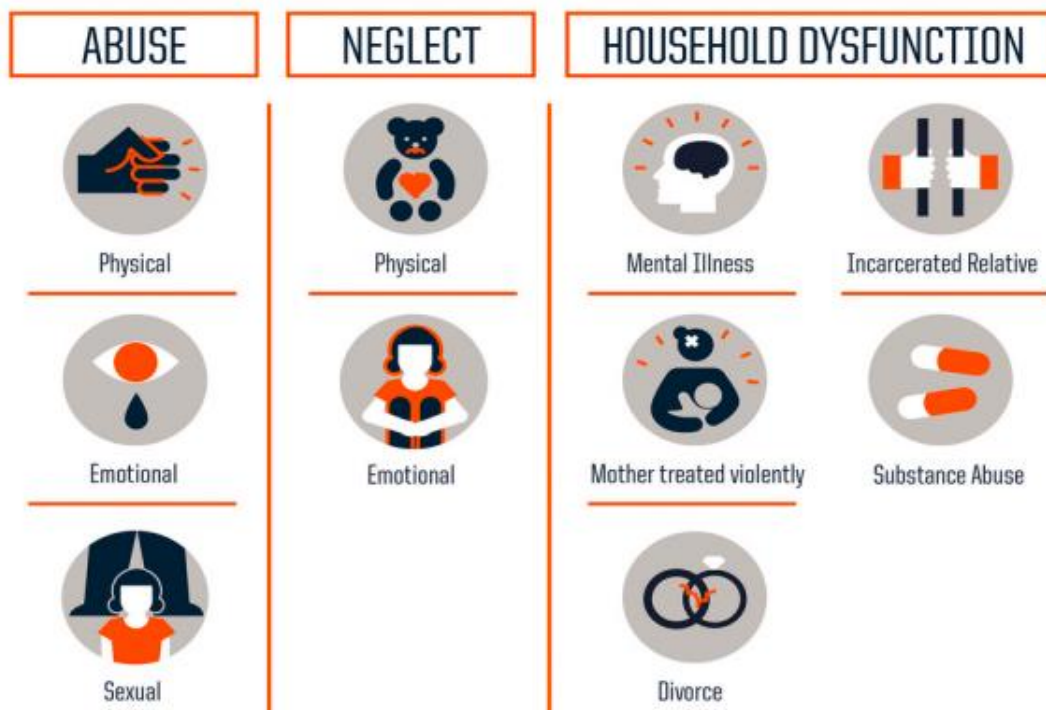 ABUSE
NEGLECT
HOUSEHOLD DYSFUNCTION
Physical
Emotional
Sexual
Physical
Emotional
Mental Illness
Incarcerated Relative
Mother treated violently
Substance Abuse
Divorce